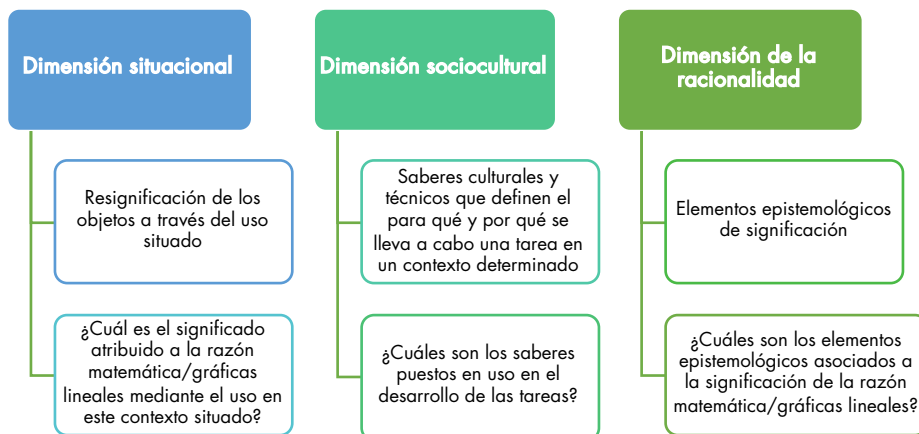 Dimensión situacional
Resignificación de los
objetos a través del uso
situado
¿Cuál es el significado
atribuido a la razón
matemática/gráficas
lineales mediante el uso en
este contexto situado?
Dimensión sociocultural
Saberes culturales y
técnicos que definen el
para qué y por qué se
lleva a cabo una tarea en
un contexto determinado
¿Cuáles son los saberes
puestos en uso en el
desarrollo de las tareas?
Dimensión de la
racionalidad
Elementos epistemológicos
de significación
¿Cuáles son los elementos
epistemológicos asociados a
la significación de la razón
matemática/gráficas lineales?